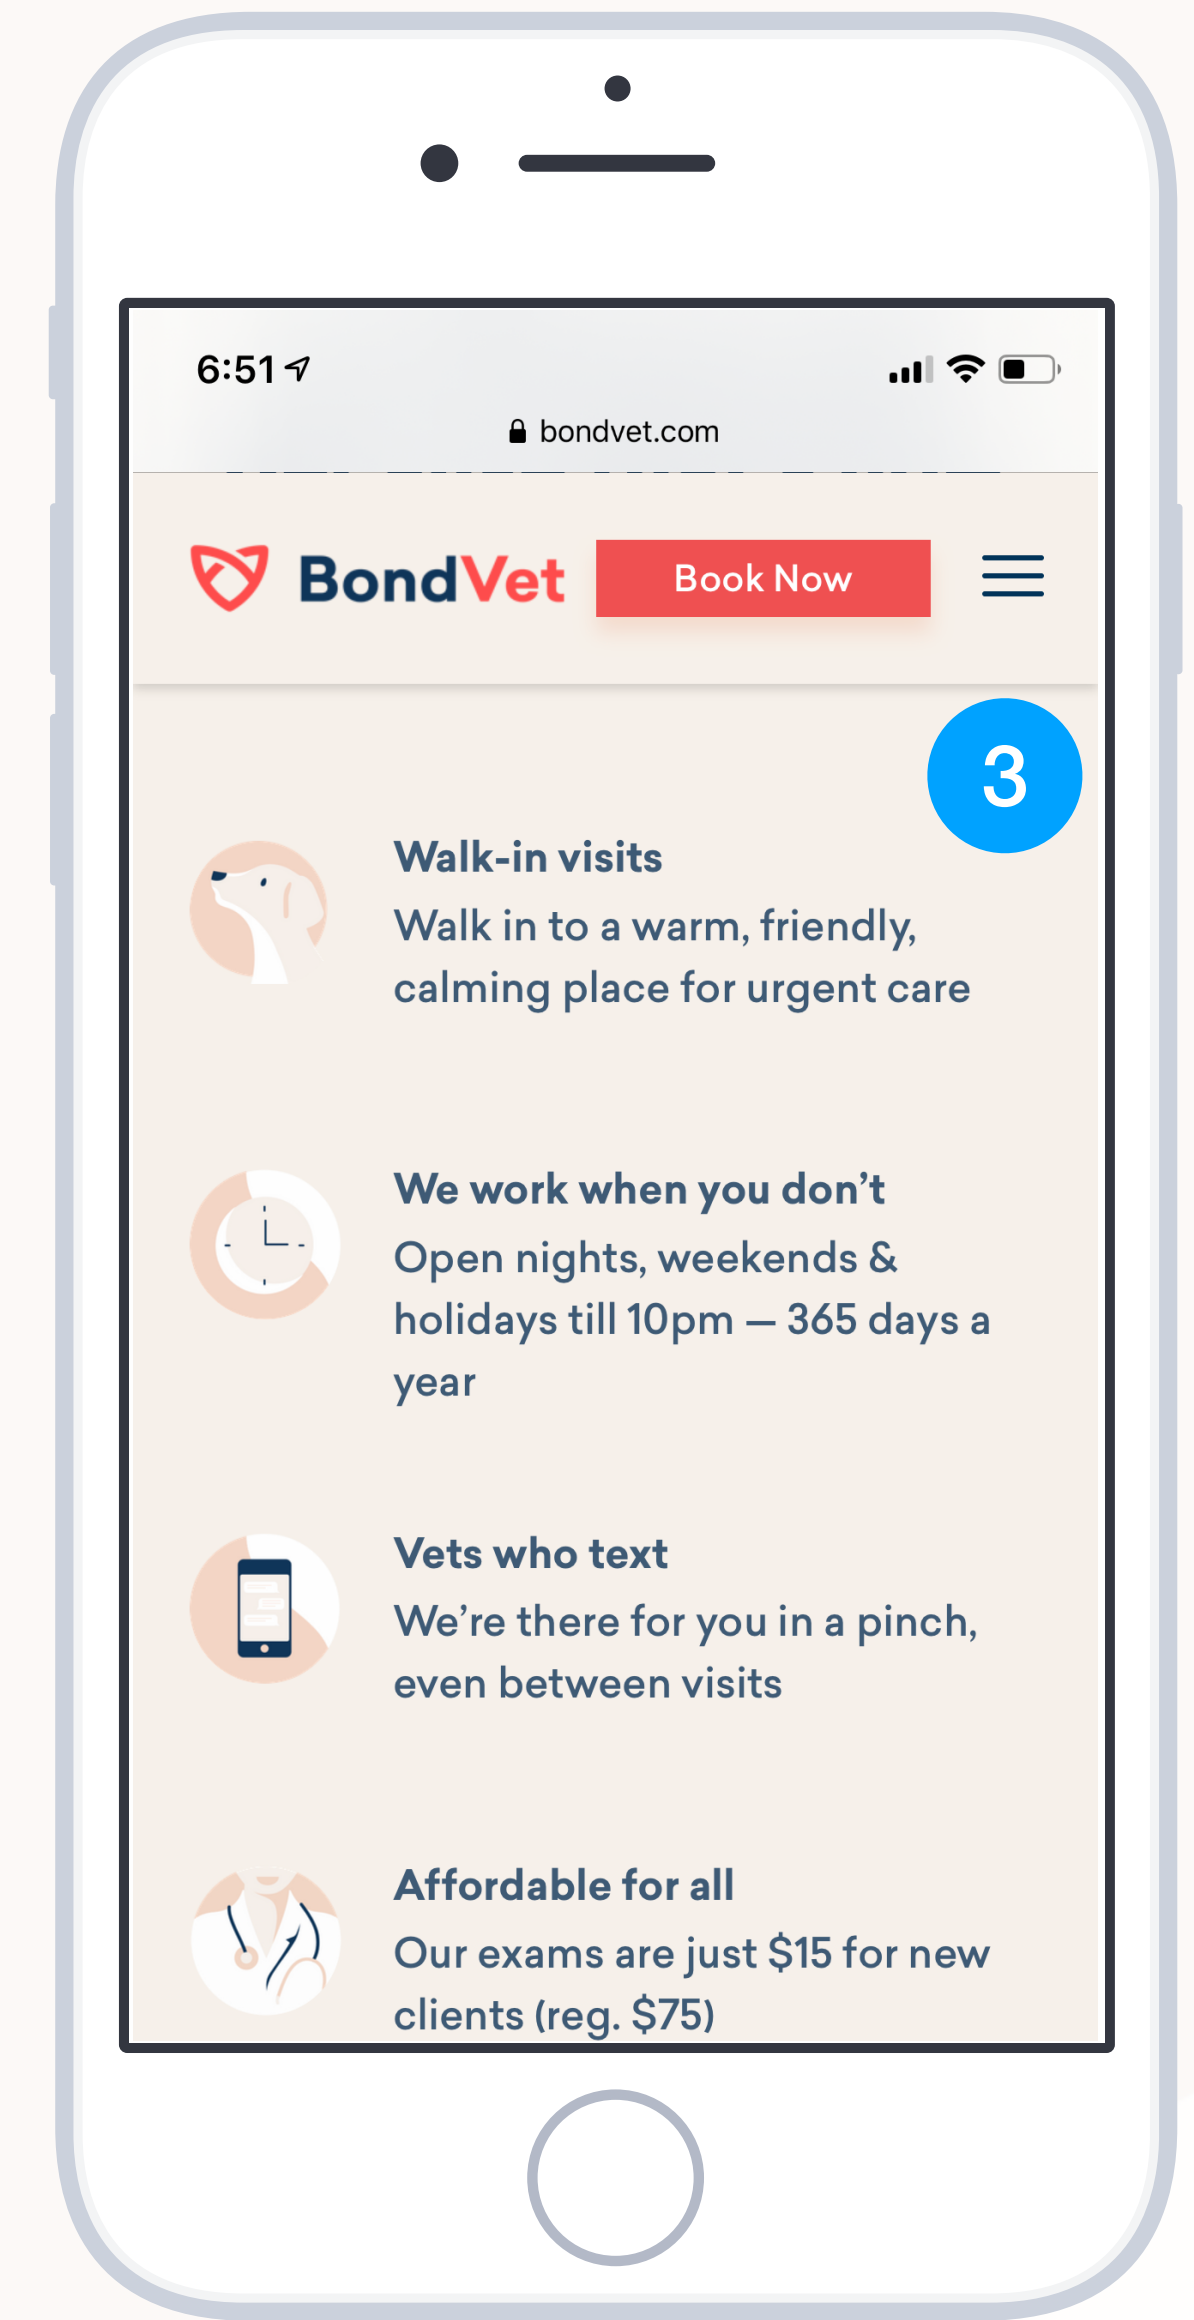 6:51
bondvet.com
BondVet
Book Now
3
Walk-in visits
Walk in to a warm, friendly,
calming place for urgent care
We work when you don’t
Open nights, weekends &
holidays till 10pm — 365 days a
year
Vets who text
We’re there for you in a pinch,
even between visits
Affordable for all
Our exams are just $15 for new
clients (reg. $75)